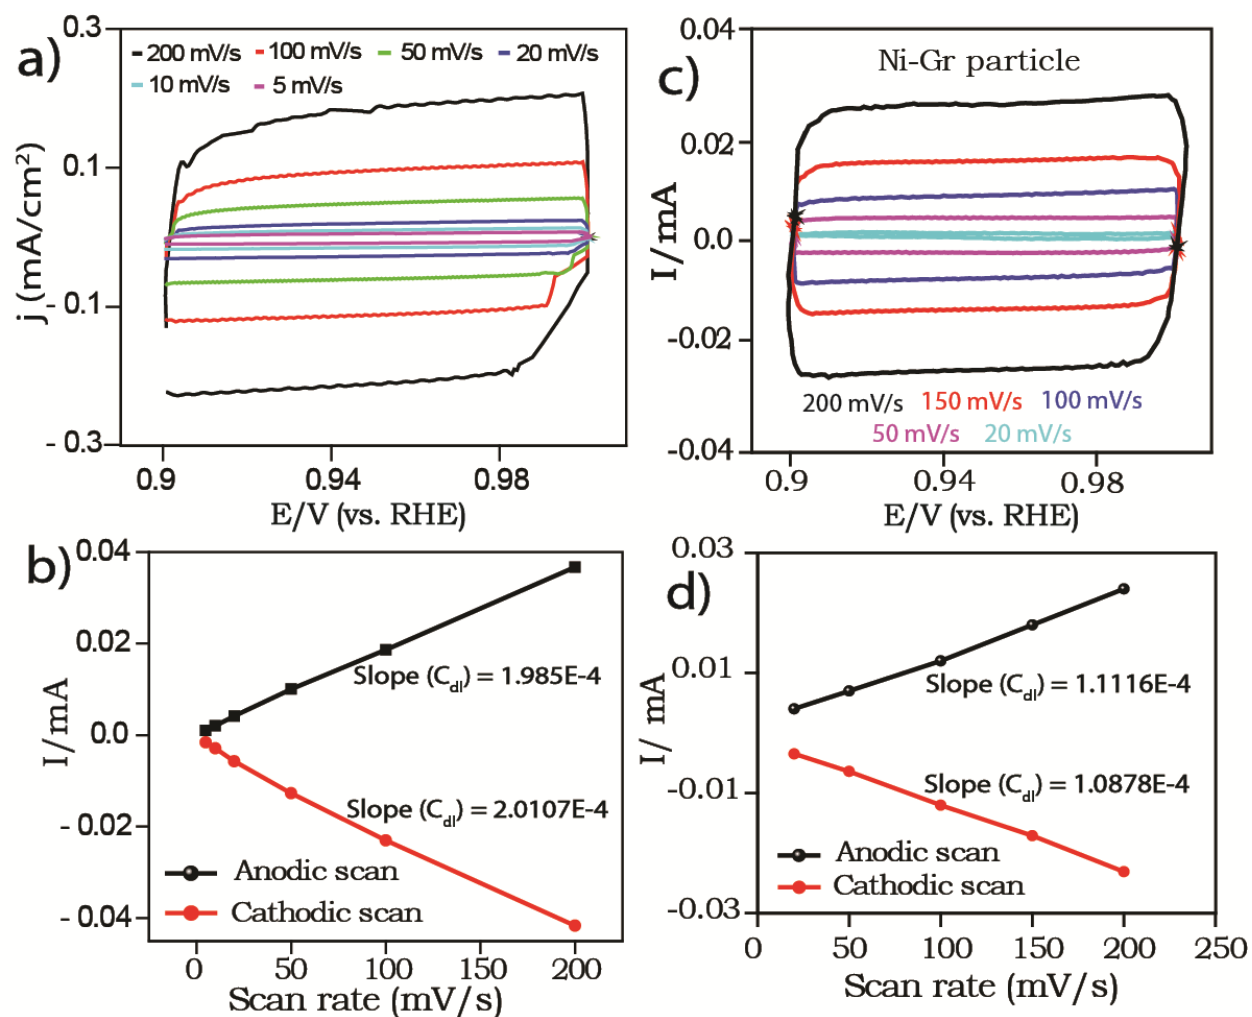 a)
200 mV/s 100 mV/s 50 mV/s 20 mV/s
10 mV/s 5 mV/s
0.3
0.1
- 0.1
- 0.3
j (mA/cm²)
0.9 0.94 0.98
E/V (vs. RHE)
c)
Ni-Gr particle
0.04
0.02
0.0
-0.02
-0.04
I/mA
200 mV/s 150 mV/s 100 mV/s
50 mV/s 20 mV/s
0.9 0.94 0.98
E/V (vs. RHE)
b)
0.04
0.02
0.0
- 0.02
- 0.04
I/mA
Slope (Cdl) = 1.985E-4
Slope (Cdl) = 2.0107E-4
Anodic scan
Cathodic scan
0 50 100 150 200
Scan rate (mV/s)
d)
0.03
0.01
-0.01
-0.03
I/ mA
Slope (Cdl) = 1.1116E-4
Slope (Cdl) = 1.0878E-4
Anodic scan
Cathodic scan
0 50 100 150 200 250
Scan rate (mV/s)